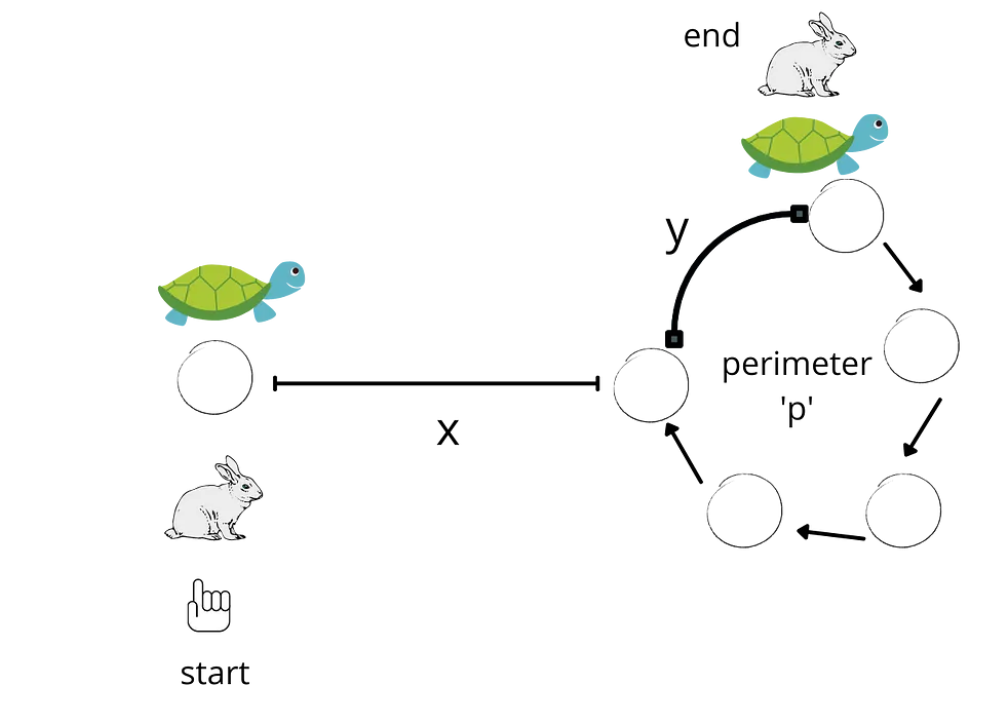 end
y
perimeter
'p'
x
start